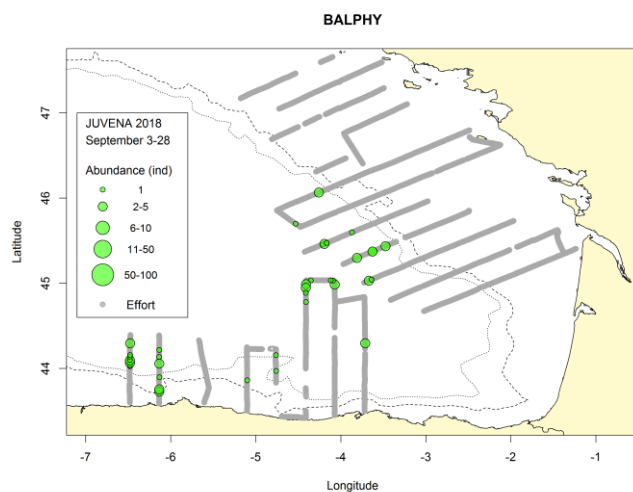 BALPHY
JUVENA 2018
September 3-28
Abundance (ind)
1
2-5
6-10
11-50
50-100
Effort
Latitude
47
46
45
44
-7 -6 -5 -4 -3 -2 -1
Longitude